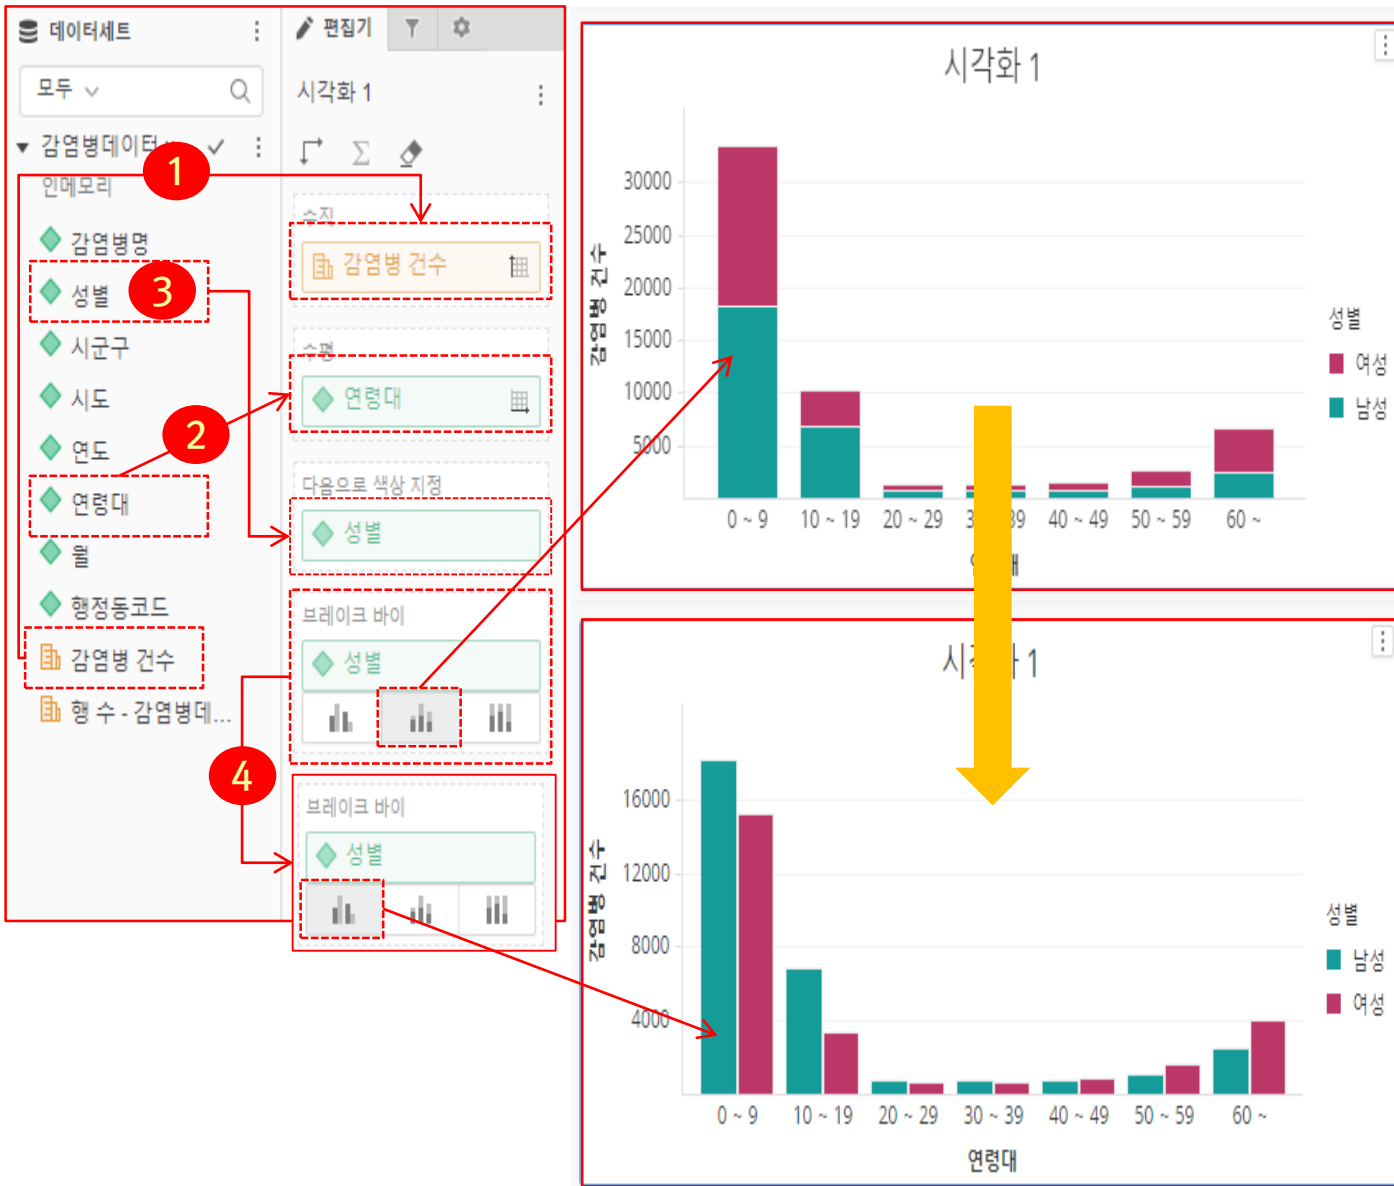 데이터세트
모두
감염병데이터
인메모리
감염병명
성별
시군구
시도
연도
연령대
월
행정동코드
감염병 건수
행 수 - 감염병데...
1
2
3
4
편집기
시각화 1
수직
감염병 건수
수평
연령대
다음으로 색상 지정
성별
브레이크 바이
성별
브레이크 바이
성별
시각화 1
감염병 건수
30000
25000
20000
15000
10000
5000
0 ~ 9 10 ~ 19 20 ~ 29 40 ~ 49 50 ~ 59 60 ~
성별
여성
남성
시각화 1
감염병 건수
16000
12000
8000
4000
0 ~ 9 10 ~ 19 20 ~ 29 30 ~ 39 40 ~ 49 50 ~ 59 60 ~
연령대
성별
남성
여성